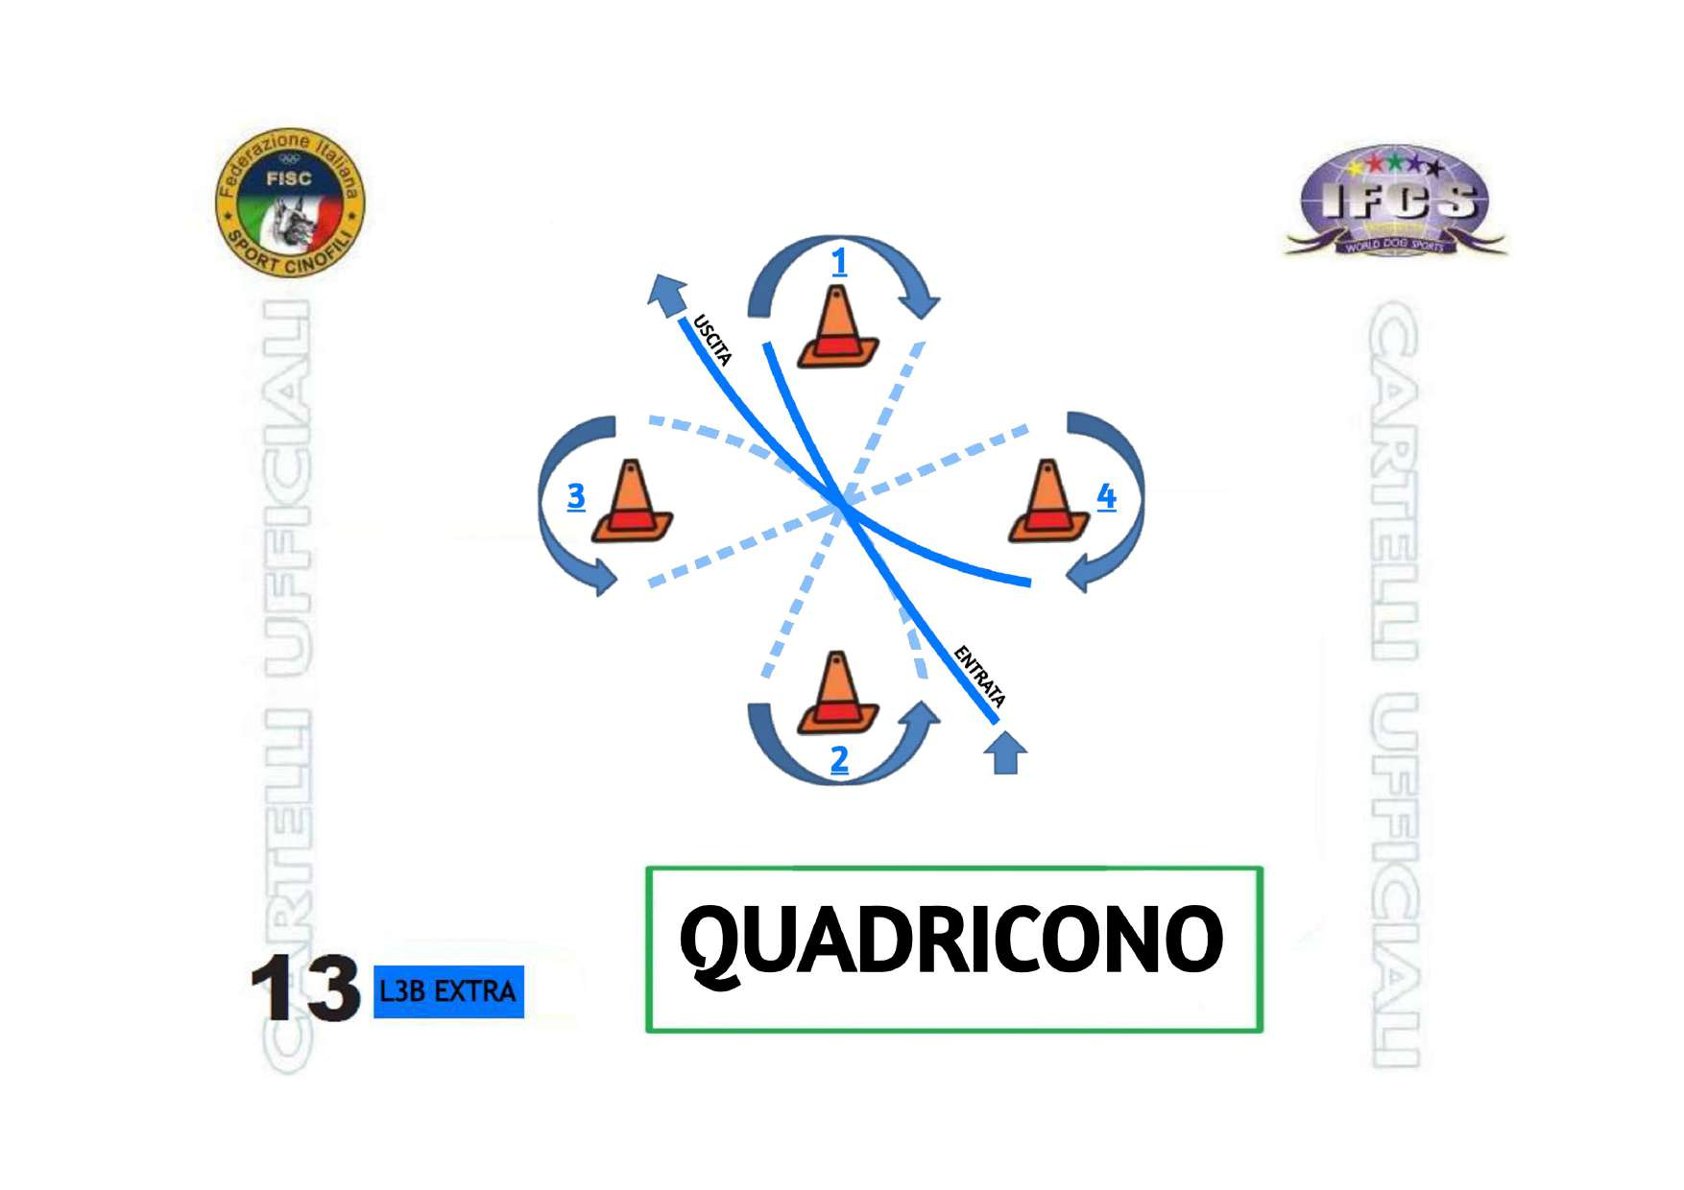 Federazione Italiana
FISC
SPORT CINOFILI
IFCS
WORLD DOG SPORTS
CARTELLI UFFICIALI
CARTELLI UFFICIALI
1
USCITA
3
4
ENTRATA
2
QUADRICONO
13
L3B EXTRA